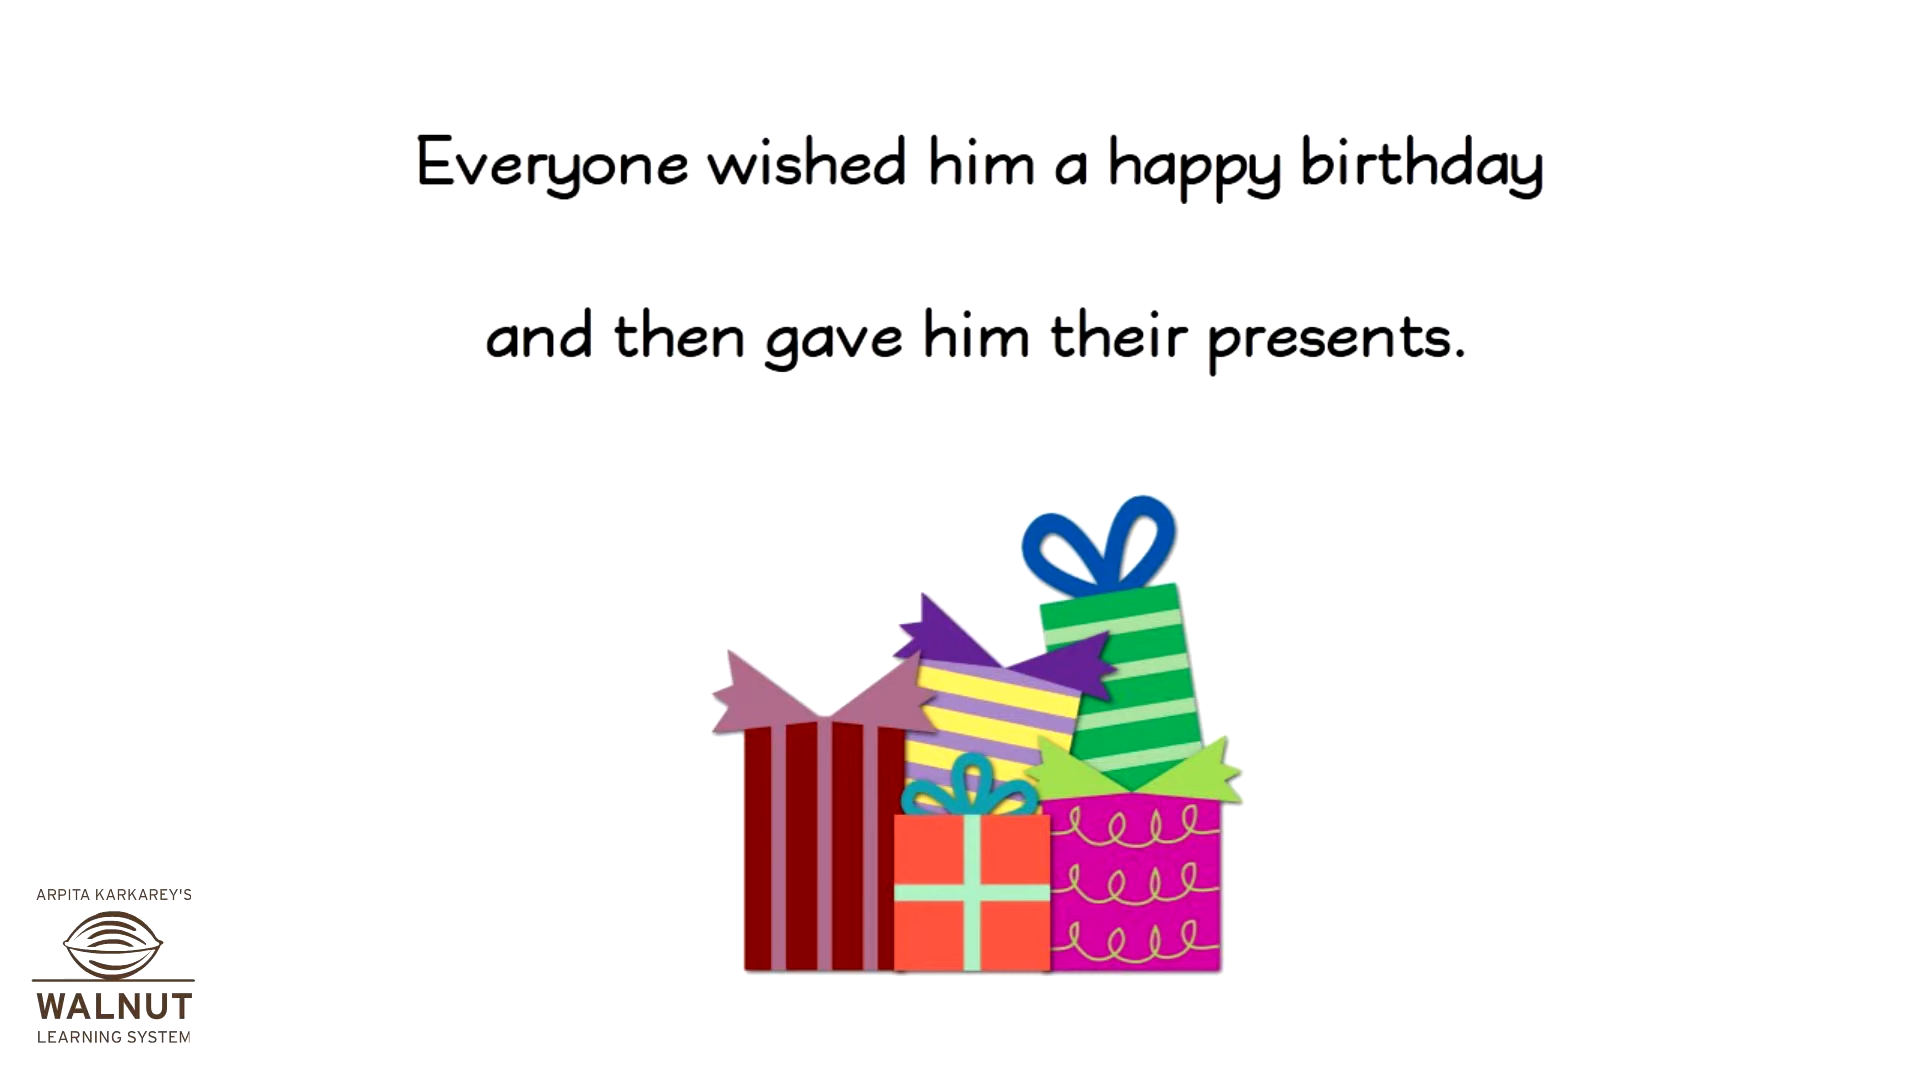 Everyone wished him a happy birthday
and then gave him their presents.
ARPITA KARKAREY'S
WALNUT
LEARNING SYSTEM